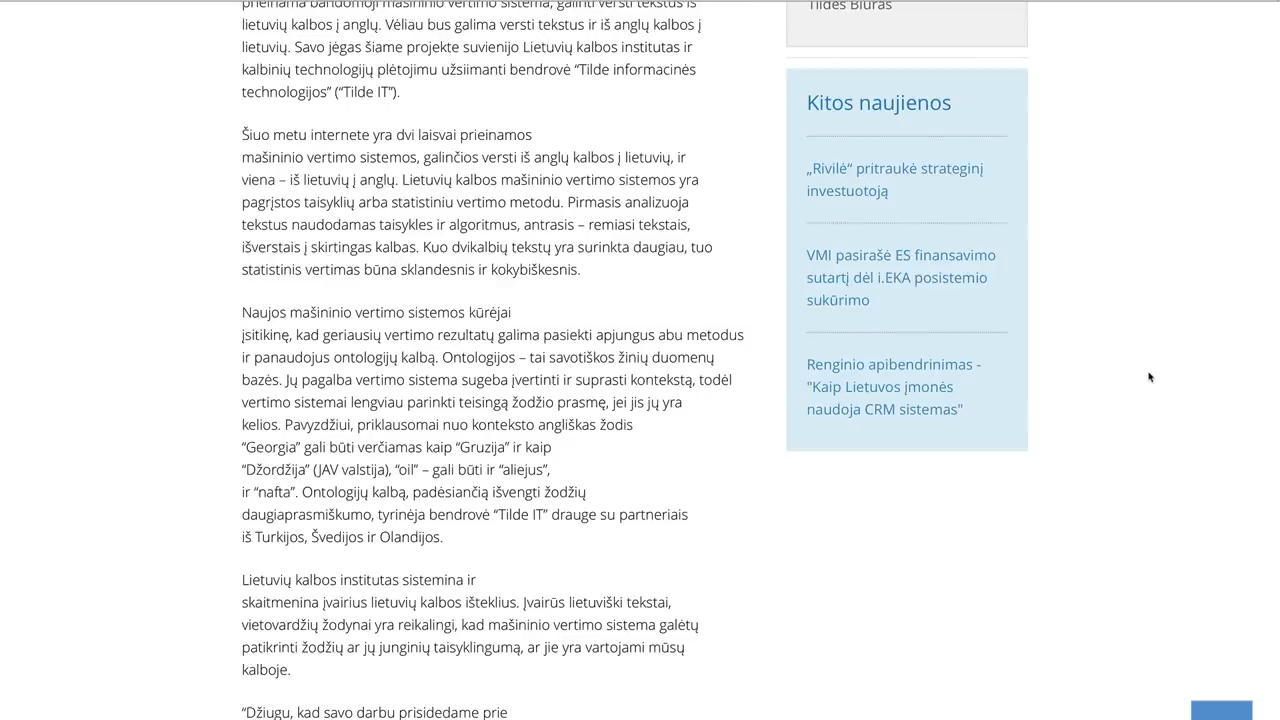 prieinama bandomoji mašininio vertimo sistema, galinti versti tekstus iš
lietuvių kalbos į anglų. Vėliau bus galima versti tekstus ir iš anglų kalbos į
lietuvių. Savo jėgas šiame projekte suvienijo Lietuvių kalbos institutas ir
kalbinių technologijų plėtojimu užsiimanti bendrovė “Tilde informacinės
technologijos” (“Tilde IT”).
Šiuo metu internete yra dvi laisvai prieinamos
mašininio vertimo sistemos, galinčios versti iš anglų kalbos į lietuvių, ir
viena – iš lietuvių į anglų. Lietuvių kalbos mašininio vertimo sistemos yra
pagrįstos taisyklių arba statistiniu vertimo metodu. Pirmasis analizuoja
tekstus naudodamas taisykles ir algoritmus, antrasis – remiasi tekstais,
išverstais į skirtingas kalbas. Kuo dvikalbių tekstų yra surinkta daugiau, tuo
statistinis vertimas būna sklandesnis ir kokybiškesnis.
Naujos mašininio vertimo sistemos kūrėjai
įsitikinę, kad geriausių vertimo rezultatų galima pasiekti apjungus abu metodus
ir panaudojus ontologijų kalbą. Ontologijos – tai savotiškos žinių duomenų
bazės. Jų pagalba vertimo sistema sugeba įvertinti ir suprasti kontekstą, todėl
vertimo sistemai lengviau parinkti teisingą žodžio prasmę, jei jis jų yra
kelios. Pavyzdžiui, priklausomai nuo konteksto angliškas žodis
“Georgia” gali būti verčiamas kaip “Gruzija” ir kaip
“Džordžija” (JAV valstija), “oil” – gali būti ir “aliejus”,
ir “nafta”. Ontologijų kalbą, padėsiančią išvengti žodžių
daugiaprasmiškumo, tyrinėja bendrovė “Tilde IT” drauge su partneriais
iš Turkijos, Švedijos ir Olandijos.
Lietuvių kalbos institutas sistemina ir
skaitmenina įvairius lietuvių kalbos išteklius. Įvairūs lietuviški tekstai,
vietovardžių žodynai yra reikalingi, kad mašininio vertimo sistema galėtų
patikrinti žodžių ar jų junginių taisyklingumą, ar jie yra vartojami mūsų
kalboje.
“Džiugu, kad savo darbu prisidedame prie
Tildės Biuras
Kitos naujienos
„Rivilė“ pritraukė strateginį
investuotoją
VMI pasirašė ES finansavimo
sutartį dėl i.EKA posistemio
sukūrimo
Renginio apibendrinimas -
"Kaip Lietuvos įmonės
naudoja CRM sistemas"